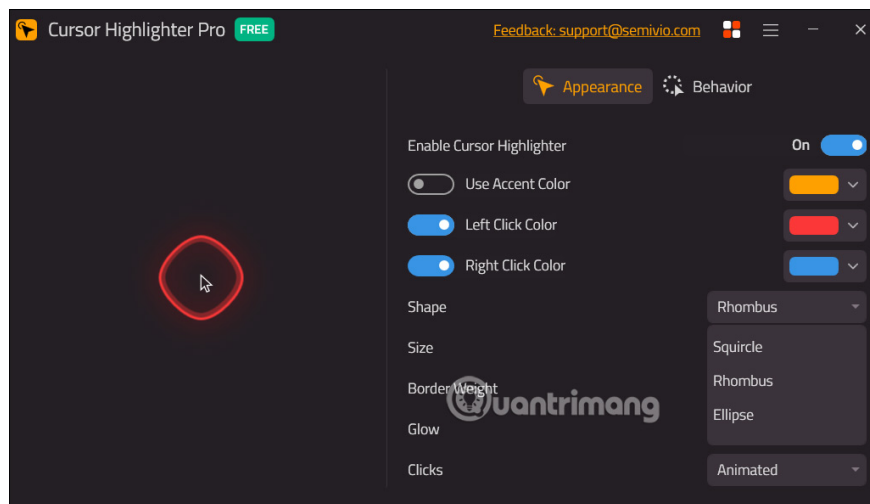 Cursor Highlighter Pro FREE Feedback: support@semivio.com
Appearance Behavior
Enable Cursor Highlighter On
Use Accent Color
Left Click Color
Right Click Color
Shape Rhombus
Size Squircle
Rhombus
Border Weight
Quantrimang
Ellipse
Glow
Clicks Animated